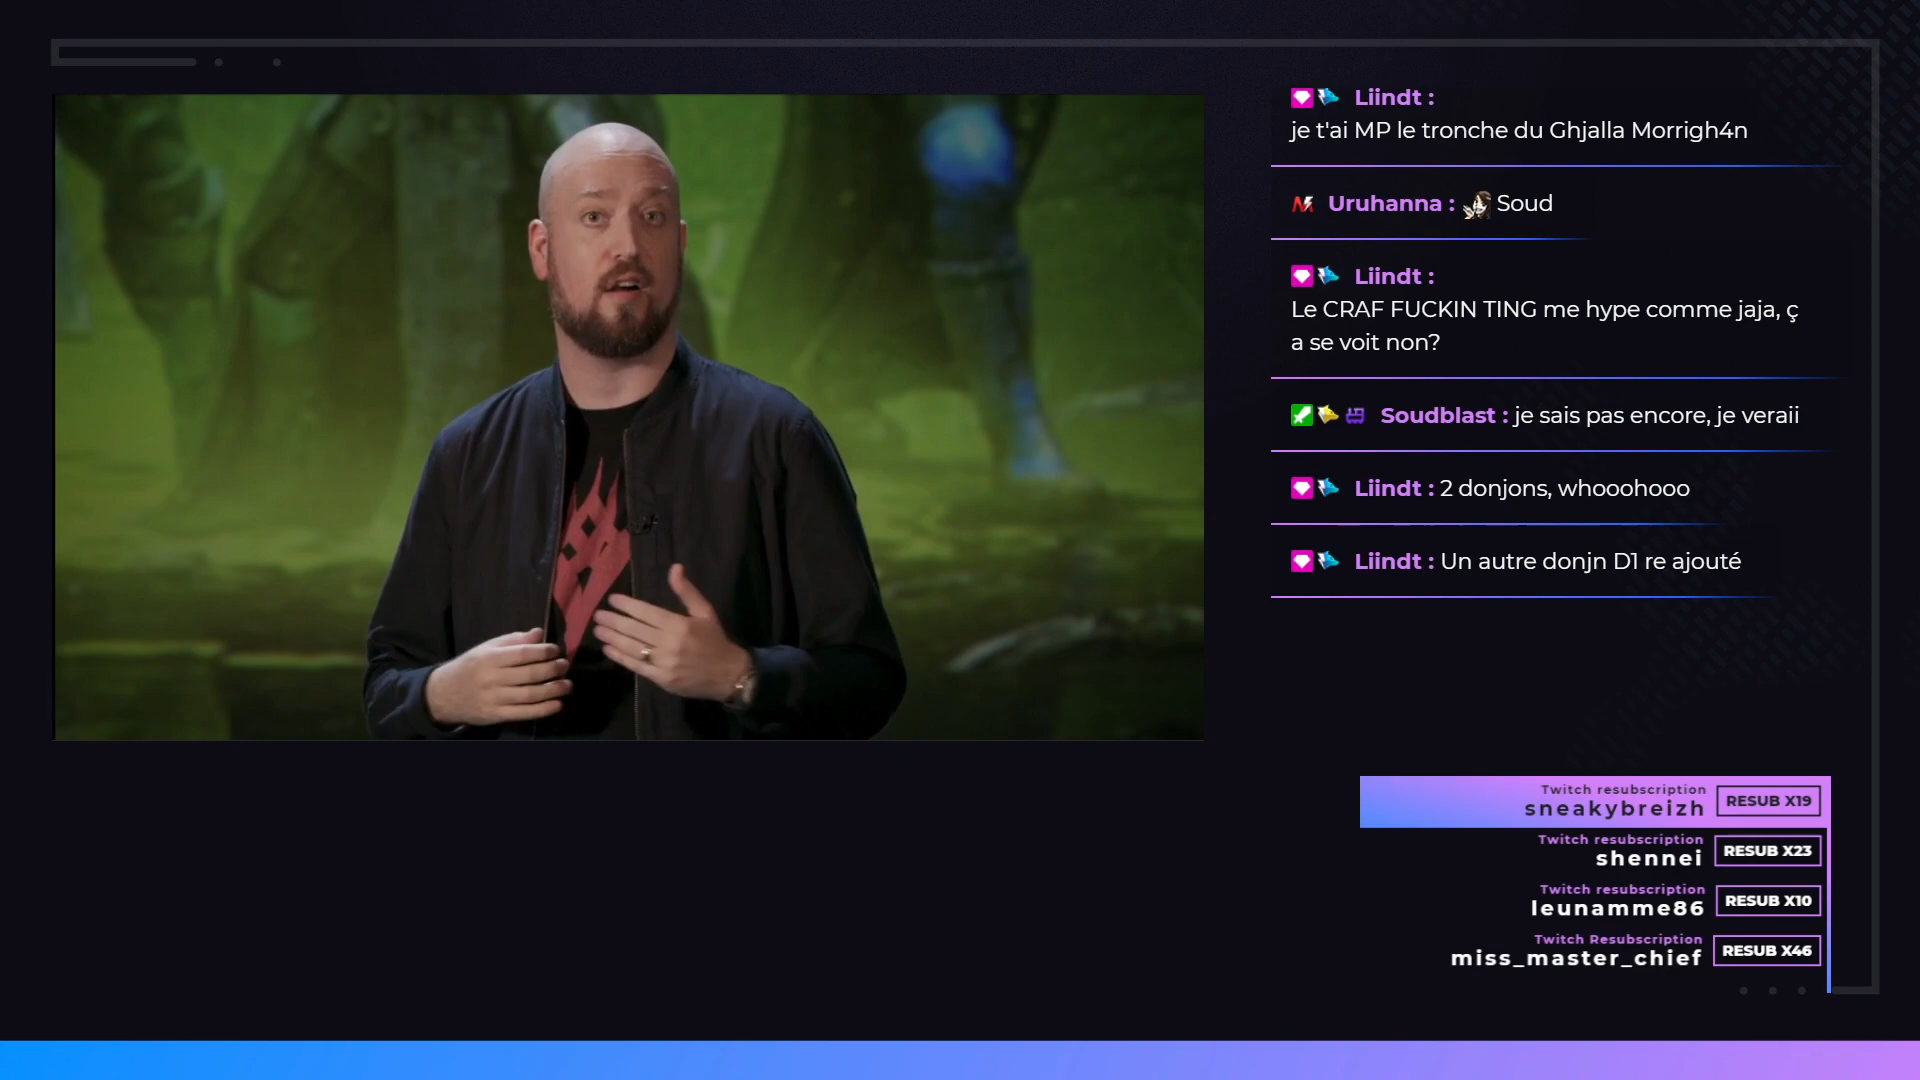 Liindt :
je t'ai MP le tronche du Ghjalla Morrigh4n
Uruhanna : Soud
Liindt :
Le CRAF FUCKIN TING me hype comme jaja, ç
a se voit non?
Soudblast : je sais pas encore, je veraii
Liindt : 2 donjons, whooohooo
Liindt : Un autre donjn D1 re ajouté
Twitch resubscription
sneakybreizh
RESUB X19
Twitch resubscription
shennei
RESUB X23
Twitch resubscription
leunamme86
RESUB X10
Twitch Resubscription
miss_master_chief
RESUB X46